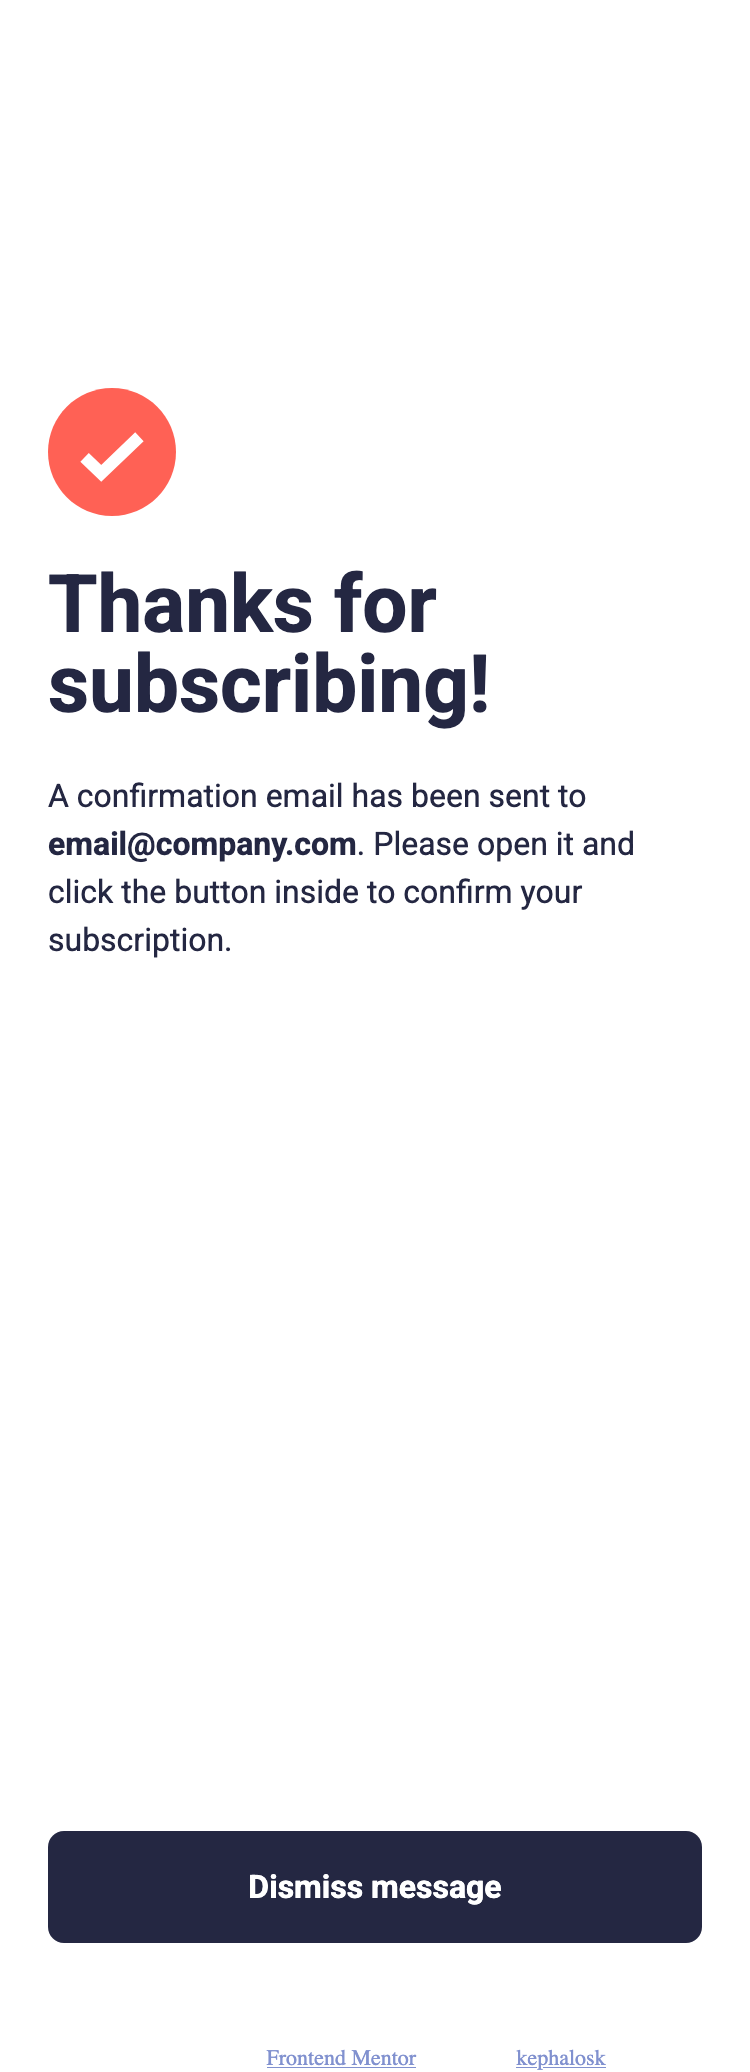 Thanks for
subscribing!
A confirmation email has been sent to
email@company.com. Please open it and
click the button inside to confirm your
subscription.
Dismiss message
Frontend Mentor kephalosk